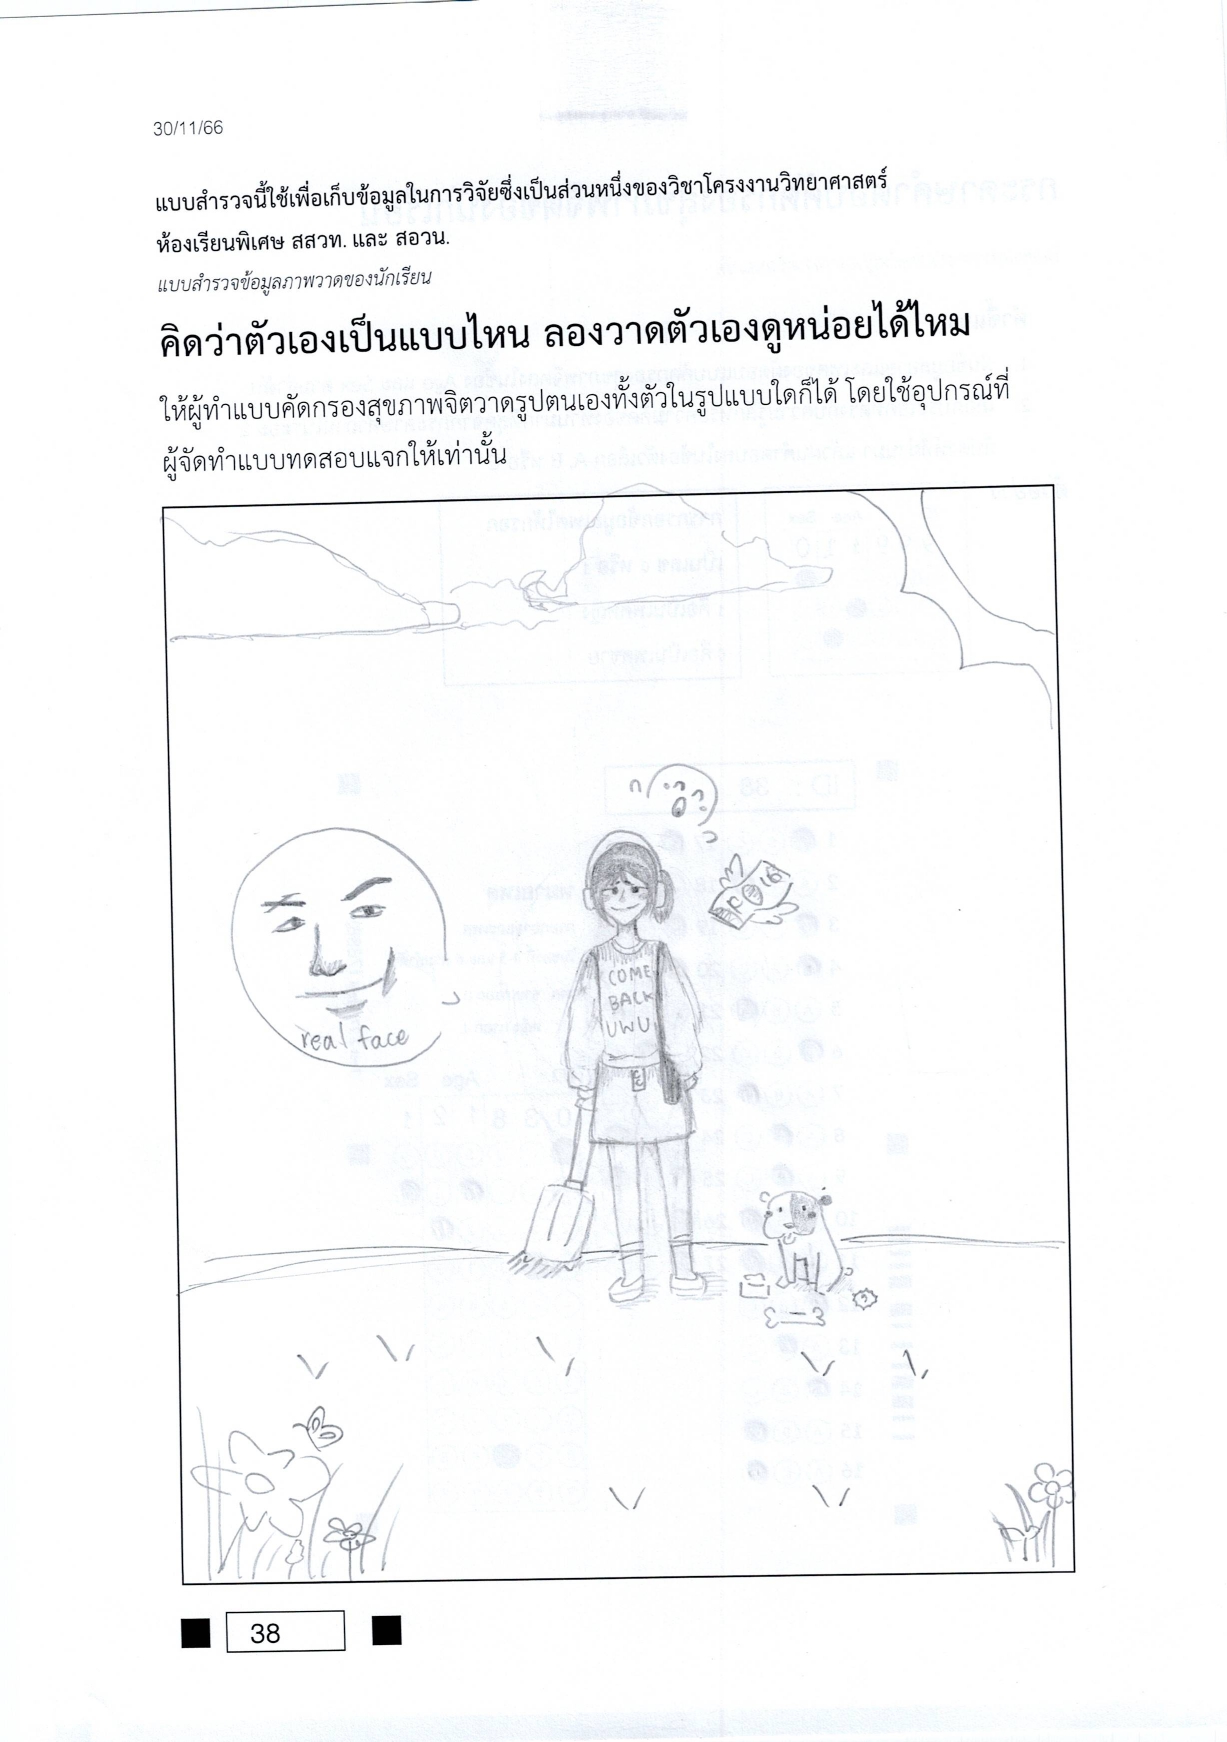 30/11/66
แบบสำรวจนี้ใช้เพื่อเก็บข้อมูลในการวิจัยซึ่งเป็นส่วนหนึ่งของวิชาโครงงานวิทยาศาสตร์
ห้องเรียนพิเศษ สสวท. และ สอวน.
แบบสำรวจข้อมูลภาพวาดของนักเรียน
คิดว่าตัวเองเป็นแบบไหน ลองวาดตัวเองดูหน่อยได้ไหม
ให้ผู้ทำแบบคัดกรองสุขภาพจิตวาดรูปตนเองทั้งตัวในรูปแบบใดก็ได้ โดยใช้อุปกรณ์ที่
ผู้จัดทำแบบทดสอบแจกให้เท่านั้น
COME
BACK
UWU
real face
38